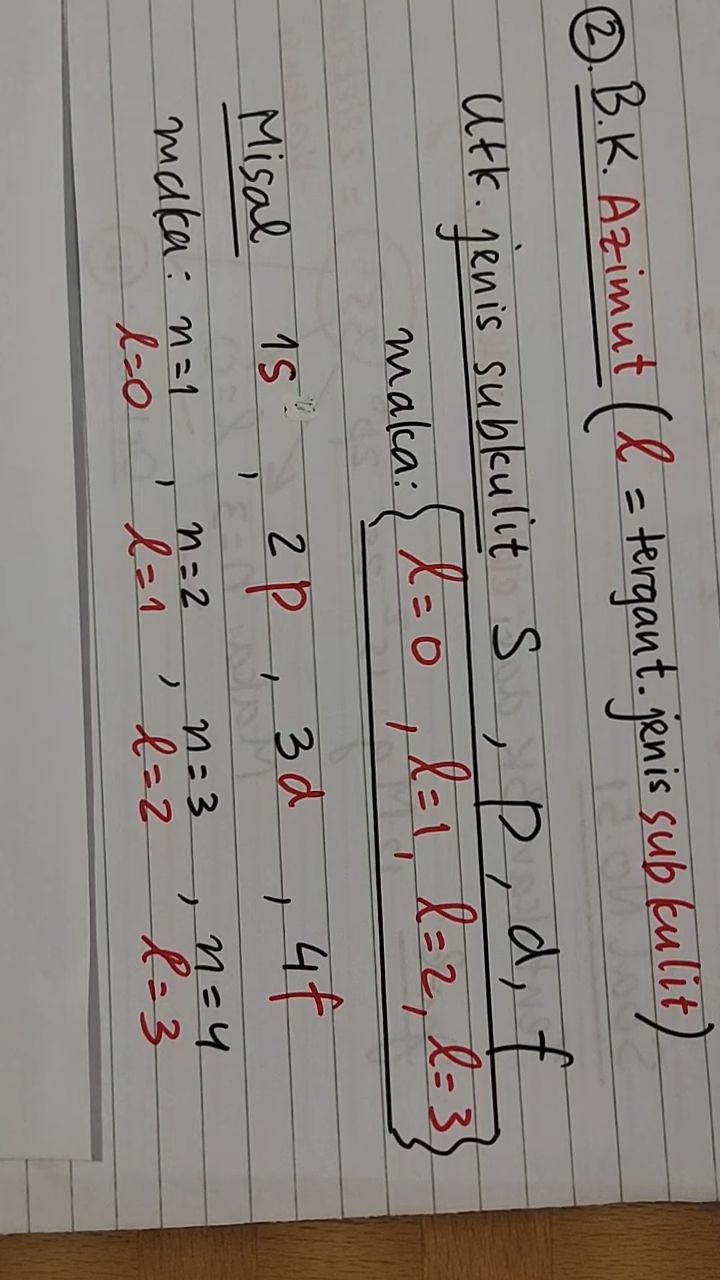 ②. B.K. Azimut (l = tergant. jenis subkulit)
Utk. jenis subkulit S , p , d , f
maka: { l=0 , l=1 , l=2 , l=3 }
Misal 1s , 2p , 3d , 4f
maka: n=1 , n=2 , n=3 , n=4
l=0 , l=1 , l=2 , l=3